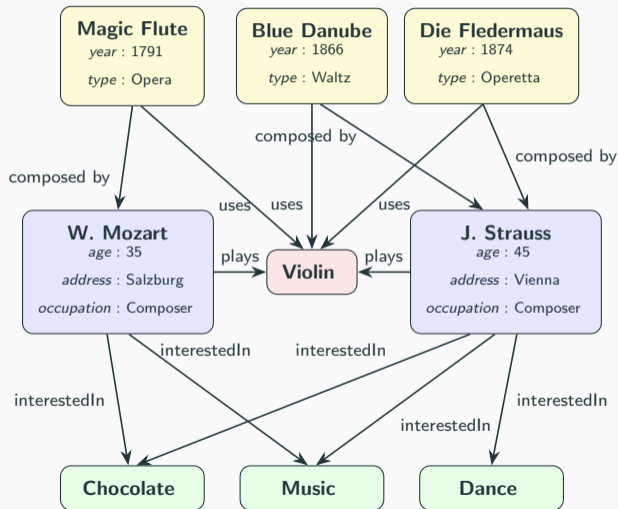 Magic Flute
year : 1791
type : Opera
Blue Danube
year : 1866
type : Waltz
Die Fledermaus
year : 1874
type : Operetta
composed by
composed by
composed by
uses
uses
uses
W. Mozart
age : 35
address : Salzburg
occupation : Composer
plays
Violin
plays
J. Strauss
age : 45
address : Vienna
occupation : Composer
interestedIn
interestedIn
interestedIn
interestedIn
interestedIn
Chocolate
Music
Dance